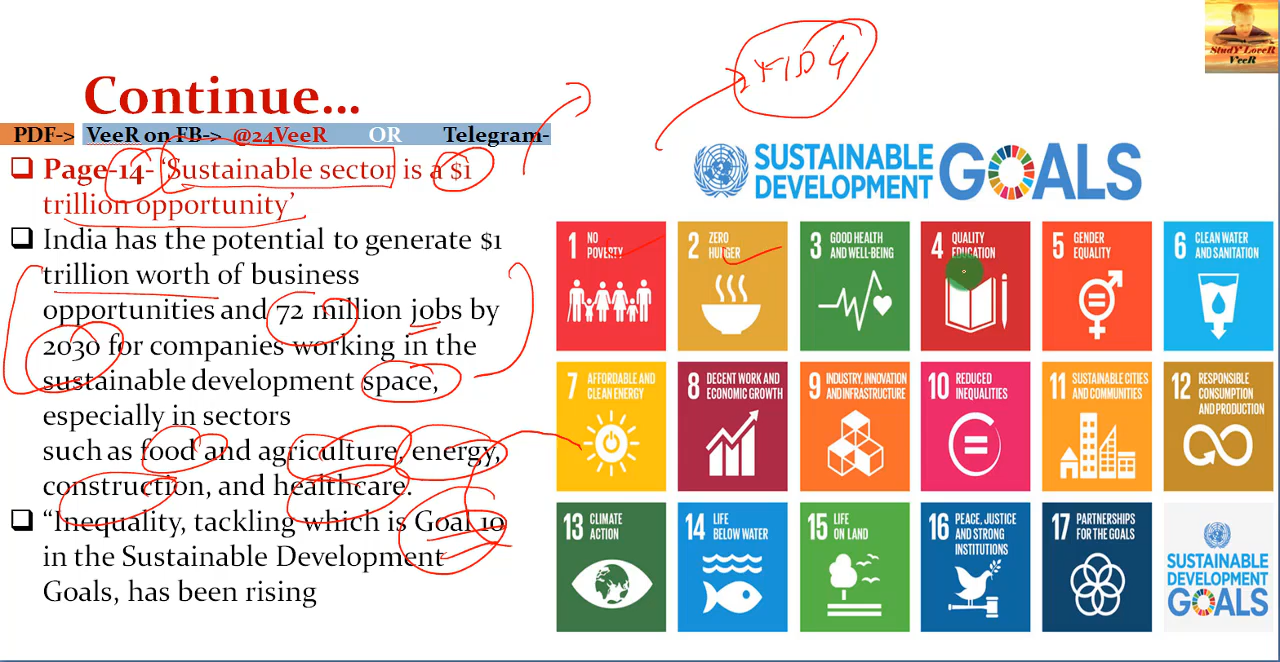 StudY LoveR
VeeR
Continue…
PDF-> VeeR on FB-> @24VeeR OR Telegram-
Page-14- ‘Sustainable sector is a $1
trillion opportunity’
India has the potential to generate $1
trillion worth of business
opportunities and 72 million jobs by
2030 for companies working in the
sustainable development space,
especially in sectors
such as food and agriculture, energy,
construction, and healthcare.
“Inequality, tackling which is Goal 10
in the Sustainable Development
Goals, has been rising
SUSTAINABLE
DEVELOPMENT
GOALS
1 NO
POVERTY
2 ZERO
HUNGER
3 GOOD HEALTH
AND WELL-BEING
4 QUALITY
EDUCATION
5 GENDER
EQUALITY
6 CLEAN WATER
AND SANITATION
7 AFFORDABLE AND
CLEAN ENERGY
8 DECENT WORK AND
ECONOMIC GROWTH
9 INDUSTRY, INNOVATION
AND INFRASTRUCTURE
10 REDUCED
INEQUALITIES
11 SUSTAINABLE CITIES
AND COMMUNITIES
12 RESPONSIBLE
CONSUMPTION
AND PRODUCTION
13 CLIMATE
ACTION
14 LIFE
BELOW WATER
15 LIFE
ON LAND
16 PEACE, JUSTICE
AND STRONG
INSTITUTIONS
17 PARTNERSHIPS
FOR THE GOALS
SUSTAINABLE
DEVELOPMENT
GOALS